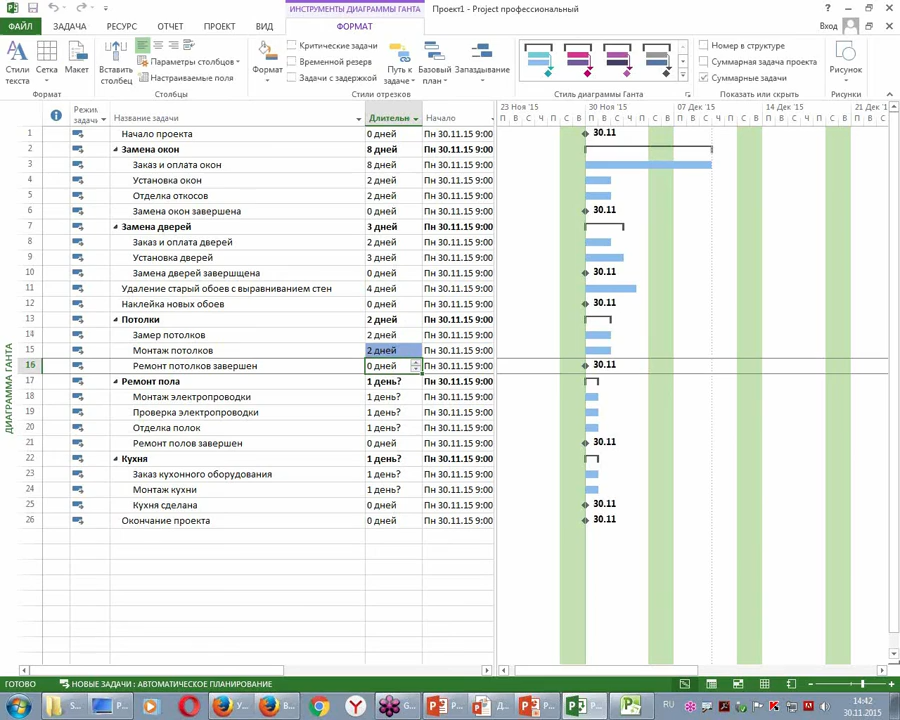 ИНСТРУМЕНТЫ ДИАГРАММЫ ГАНТА
Проект1 - Project профессиональный
ФАЙЛ ЗАДАЧА РЕСУРС ОТЧЕТ ПРОЕКТ ВИД ФОРМАТ Вход
Стили текста
Сетка
Макет
Формат
Вставить столбец
Параметры столбцов
Настраиваемые поля
Столбцы
Формат
Критические задачи
Временной резерв
Задачи с задержкой
Путь к задаче
Базовый план
Запаздывание
Стили отрезков
Стиль диаграммы Ганта
Номер в структуре
Суммарная задача проекта
Суммарные задачи
Показать или скрыть
Рисунок
Рисунки
Режим задачи Название задачи Длительн Начало
23 Ноя '15 30 Ноя '15 07 Дек '15 14 Дек '15 21 Дек '1
П В С Ч П С В П В С Ч П С В П В С Ч П С В П В С Ч П С В П В С
1 Начало проекта 0 дней Пн 30.11.15 9:00 30.11
2 Замена окон 8 дней Пн 30.11.15 9:00
3 Заказ и оплата окон 8 дней Пн 30.11.15 9:00
4 Установка окон 2 дней Пн 30.11.15 9:00
5 Отделка откосов 2 дней Пн 30.11.15 9:00
6 Замена окон завершена 0 дней Пн 30.11.15 9:00 30.11
7 Замена дверей 3 дней Пн 30.11.15 9:00
8 Заказ и оплата дверей 2 дней Пн 30.11.15 9:00
9 Установка дверей 3 дней Пн 30.11.15 9:00
10 Замена дверей завершщена 0 дней Пн 30.11.15 9:00 30.11
11 Удаление старый обоев с выравниванием стен 4 дней Пн 30.11.15 9:00
12 Наклейка новых обоев 0 дней Пн 30.11.15 9:00 30.11
13 Потолки 2 дней Пн 30.11.15 9:00
14 Замер потолков 2 дней Пн 30.11.15 9:00
15 Монтаж потолков 2 дней Пн 30.11.15 9:00
16 Ремонт потолков завершен 0 дней Пн 30.11.15 9:00 30.11
17 Ремонт пола 1 день? Пн 30.11.15 9:00
18 Монтаж электропроводки 1 день? Пн 30.11.15 9:00
19 Проверка электропроводки 1 день? Пн 30.11.15 9:00
20 Отделка полок 1 день? Пн 30.11.15 9:00
21 Ремонт полов завершен 0 дней Пн 30.11.15 9:00 30.11
22 Кухня 1 день? Пн 30.11.15 9:00
23 Заказ кухонного оборудования 1 день? Пн 30.11.15 9:00
24 Монтаж кухни 1 день? Пн 30.11.15 9:00
25 Кухня сделана 0 дней Пн 30.11.15 9:00 30.11
26 Окончание проекта 0 дней Пн 30.11.15 9:00 30.11
ДИАГРАММА ГАНТА
ГОТОВО НОВЫЕ ЗАДАЧИ : АВТОМАТИЧЕСКОЕ ПЛАНИРОВАНИЕ
S... P... У... В... G... P... Д... P... P...
RU
14:42
30.11.2015